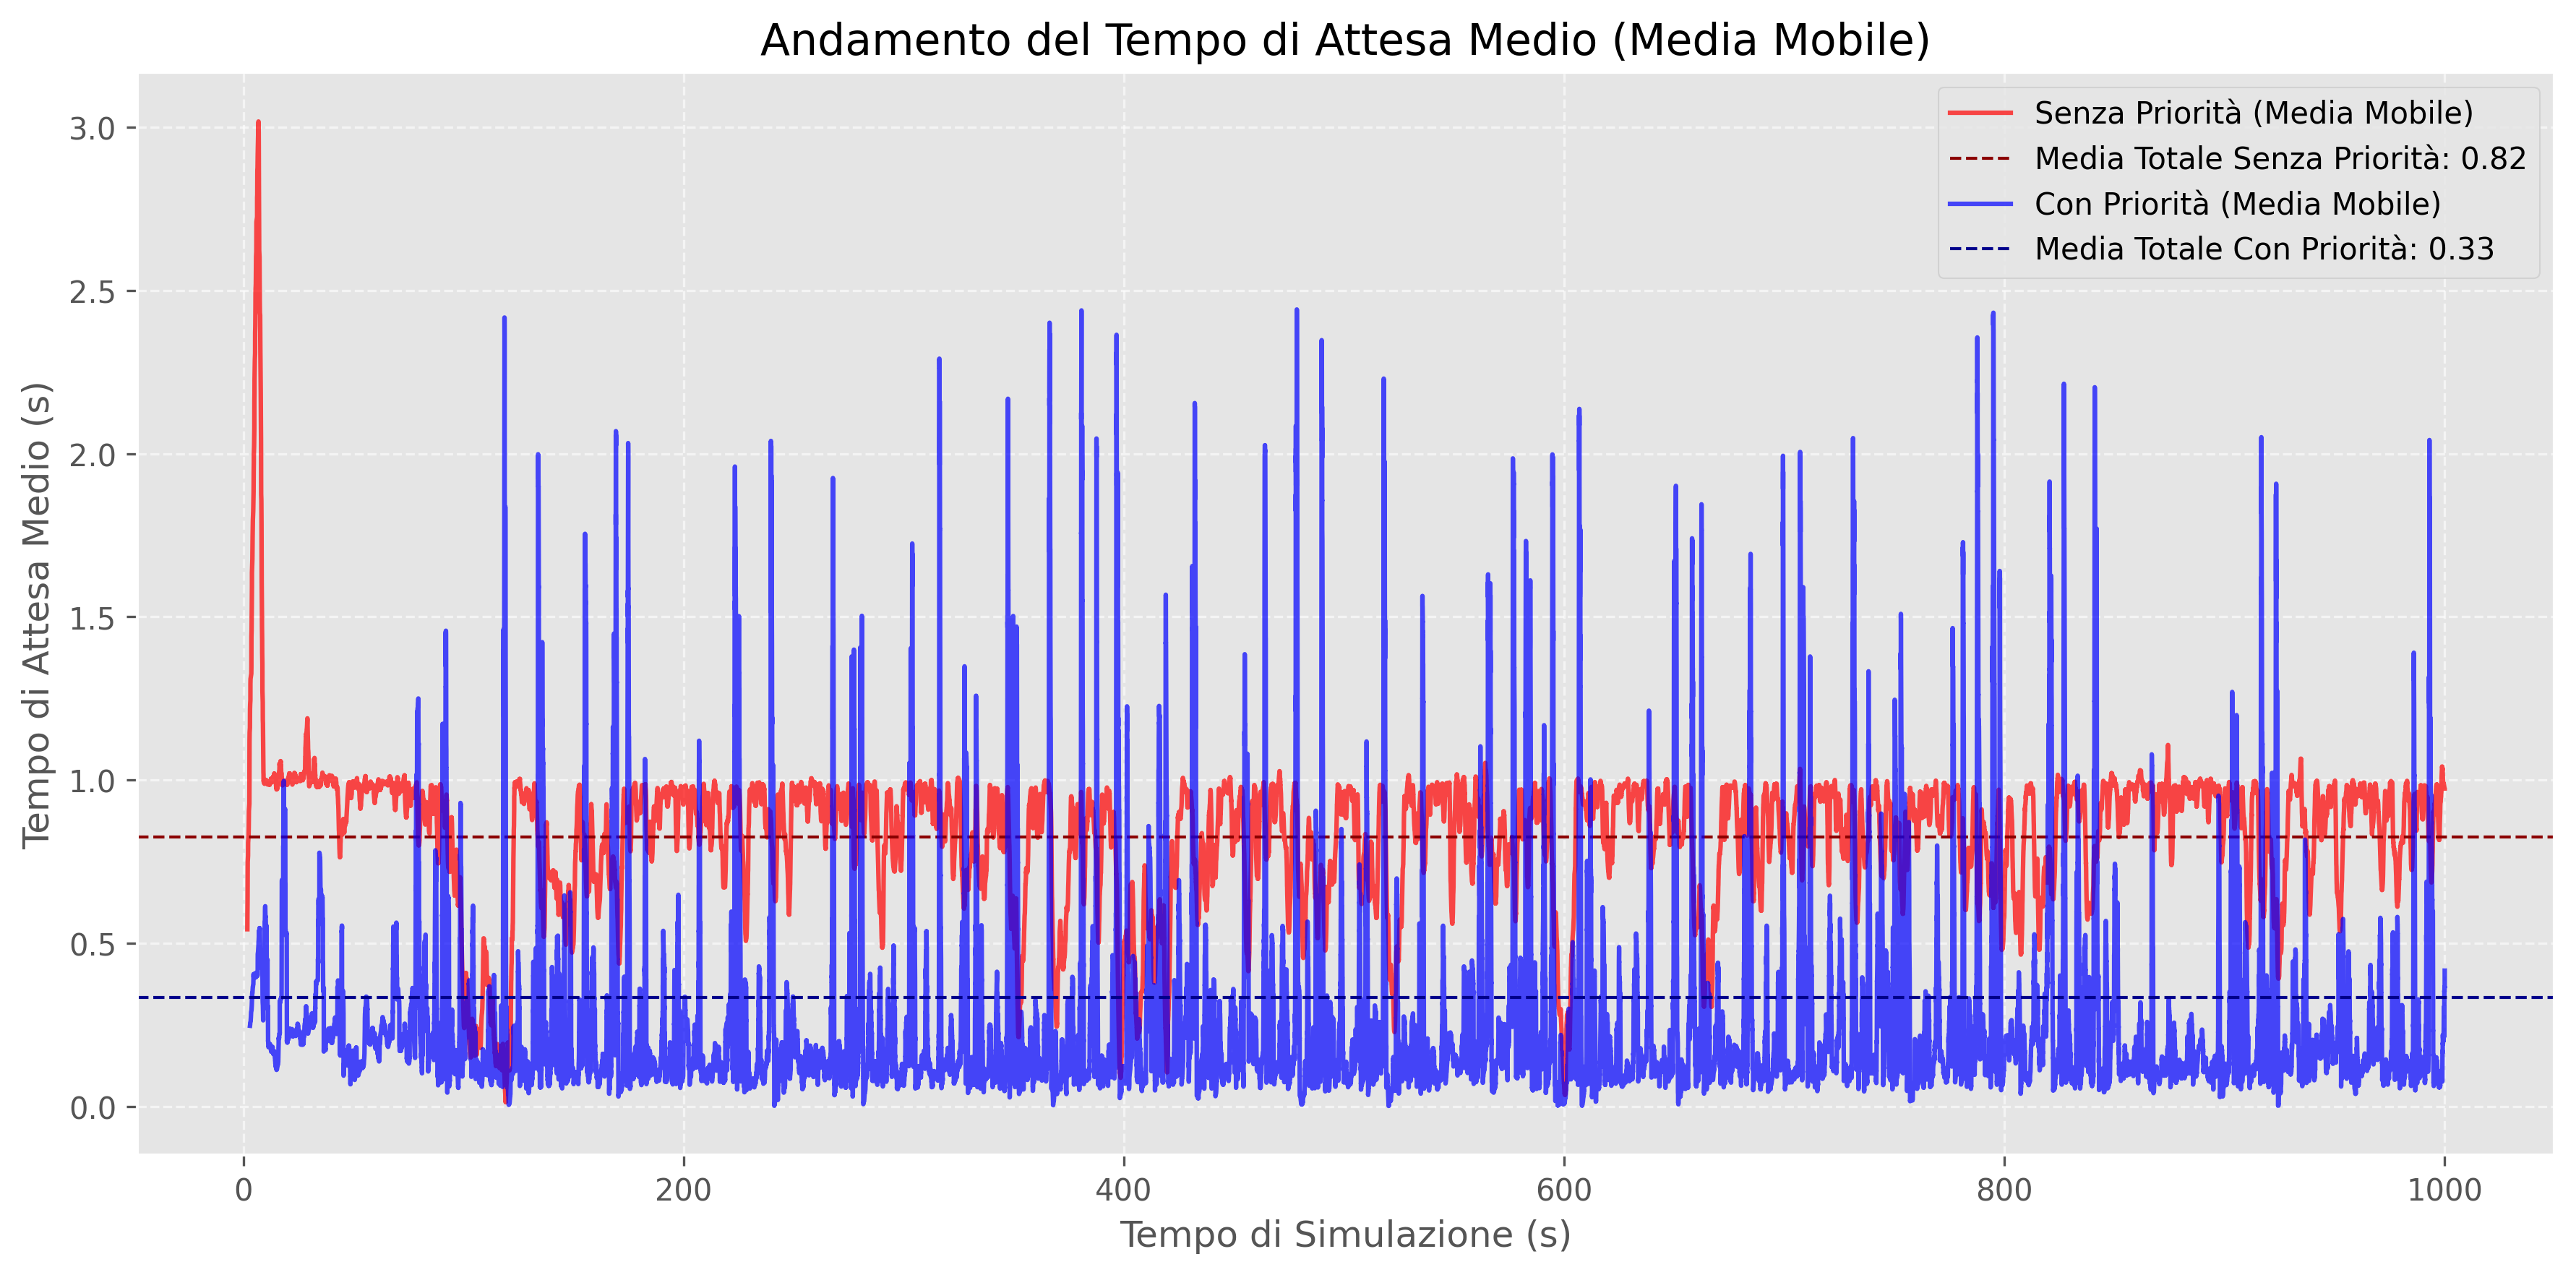 Andamento del Tempo di Attesa Medio (Media Mobile)
Senza Priorità (Media Mobile)
Media Totale Senza Priorità: 0.82
Con Priorità (Media Mobile)
Media Totale Con Priorità: 0.33
Tempo di Attesa Medio (s)
3.0
2.5
2.0
1.5
1.0
0.5
0.0
0
200
400
600
800
1000
Tempo di Simulazione (s)